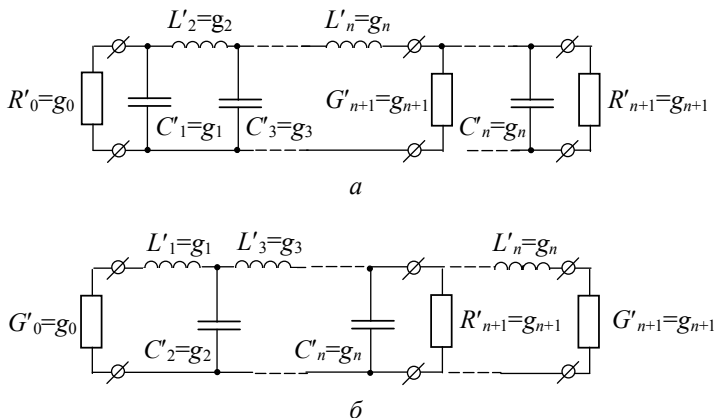 L′2=g2 L′n=gn
R′0=g0 C′1=g1 C′3=g3 G′n+1=gn+1 C′n=gn R′n+1=gn+1
а
L′1=g1 L′3=g3 L′n=gn
G′0=g0 C′2=g2 C′n=gn R′n+1=gn+1 G′n+1=gn+1
б